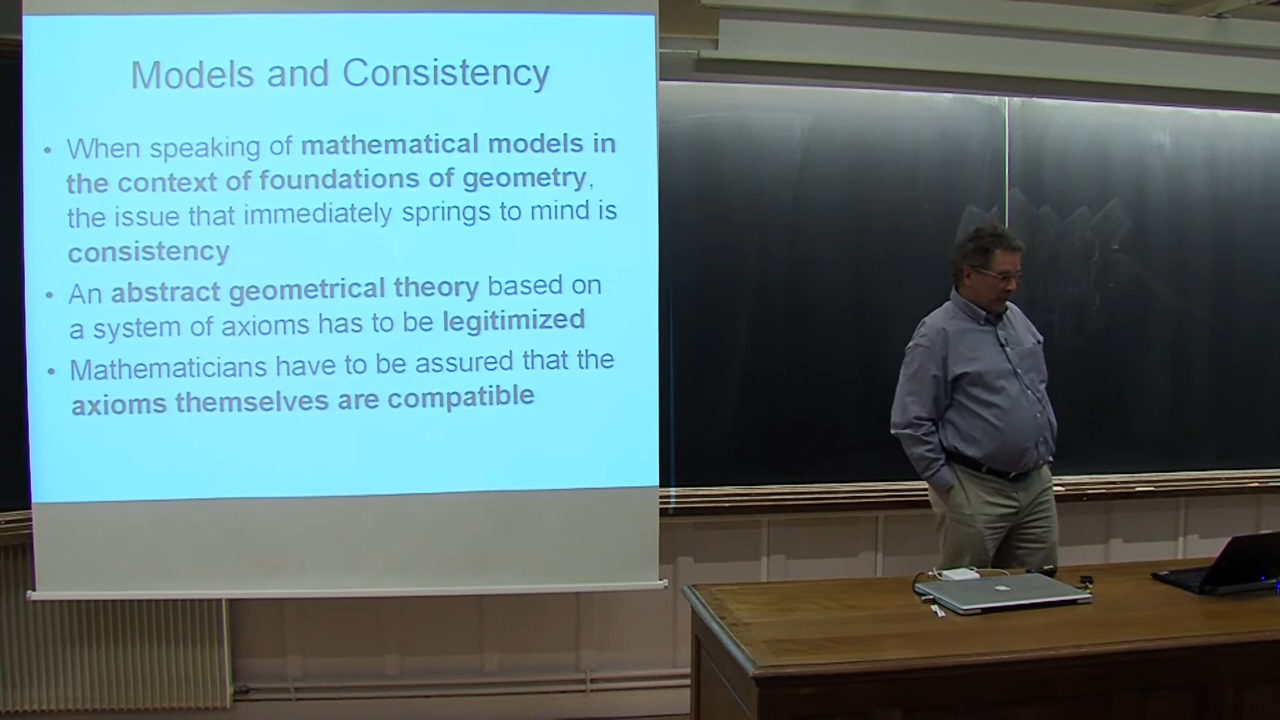 Models and Consistency
• When speaking of mathematical models in
the context of foundations of geometry,
the issue that immediately springs to mind is
consistency
• An abstract geometrical theory based on
a system of axioms has to be legitimized
• Mathematicians have to be assured that the
axioms themselves are compatible